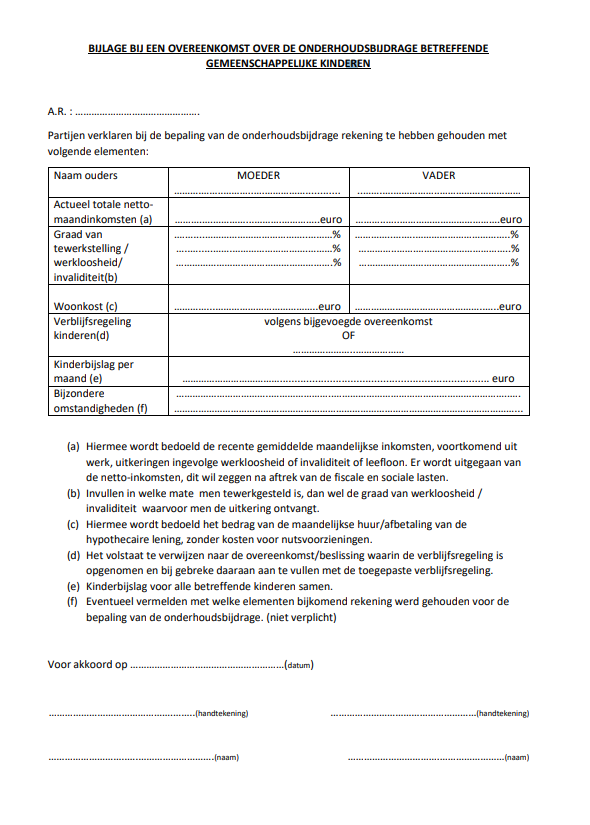 BIJLAGE BIJ EEN OVEREENKOMST OVER DE ONDERHOUDSBIJDRAGE BETREFFENDE
GEMEENSCHAPPELIJKE KINDEREN
A.R. : ……………………………………….
Partijen verklaren bij de bepaling van de onderhoudsbijdrage rekening te hebben gehouden met
volgende elementen:
Naam ouders MOEDER VADER
…………………………………………………. ………………………………………………….
Actueel totale netto-
maandinkomsten (a) …………………………………………….euro …………………………………………….euro
Graad van ………………………………………………% ………………………………………………%
tewerkstelling / ………………………………………………% ………………………………………………%
werkloosheid/ ……………………………………………….% ………………………………………………%
invaliditeit(b)
Woonkost (c) …………………………………………….euro …………………………………………….euro
Verblijfsregeling volgens bijgevoegde overeenkomst
kinderen(d) OF
…………………………………
Kinderbijslag per
maand (e) …………………………………………………………………………………………… euro
Bijzondere ……………………………………………………………………………………………………..
omstandigheden (f) ………………………………………………………………………………………………………...
(a) Hiermee wordt bedoeld de recente gemiddelde maandelijkse inkomsten, voortkomend uit
werk, uitkeringen ingevolge werkloosheid of invaliditeit of leefloon. Er wordt uitgegaan van
de netto-inkomsten, dit wil zeggen na aftrek van de fiscale en sociale lasten.
(b) Invullen in welke mate men tewerkgesteld is, dan wel de graad van werkloosheid /
invaliditeit waarvoor men de uitkering ontvangt.
(c) Hiermee wordt bedoeld het bedrag van de maandelijkse huur/afbetaling van de
hypothecaire lening, zonder kosten voor nutsvoorzieningen.
(d) Het volstaat te verwijzen naar de overeenkomst/beslissing waarin de verblijfsregeling is
opgenomen en bij gebreke daaraan aan te vullen met de toegepaste verblijfsregeling.
(e) Kinderbijslag voor alle betreffende kinderen samen.
(f) Eventueel vermelden met welke elementen bijkomend rekening werd gehouden voor de
bepaling van de onderhoudsbijdrage. (niet verplicht)
Voor akkoord op …………………………………………………(datum)
……………………………………………..(handtekening) ………………………………………………(handtekening)
…………………………………………………….(naam) …………………………………………………(naam)